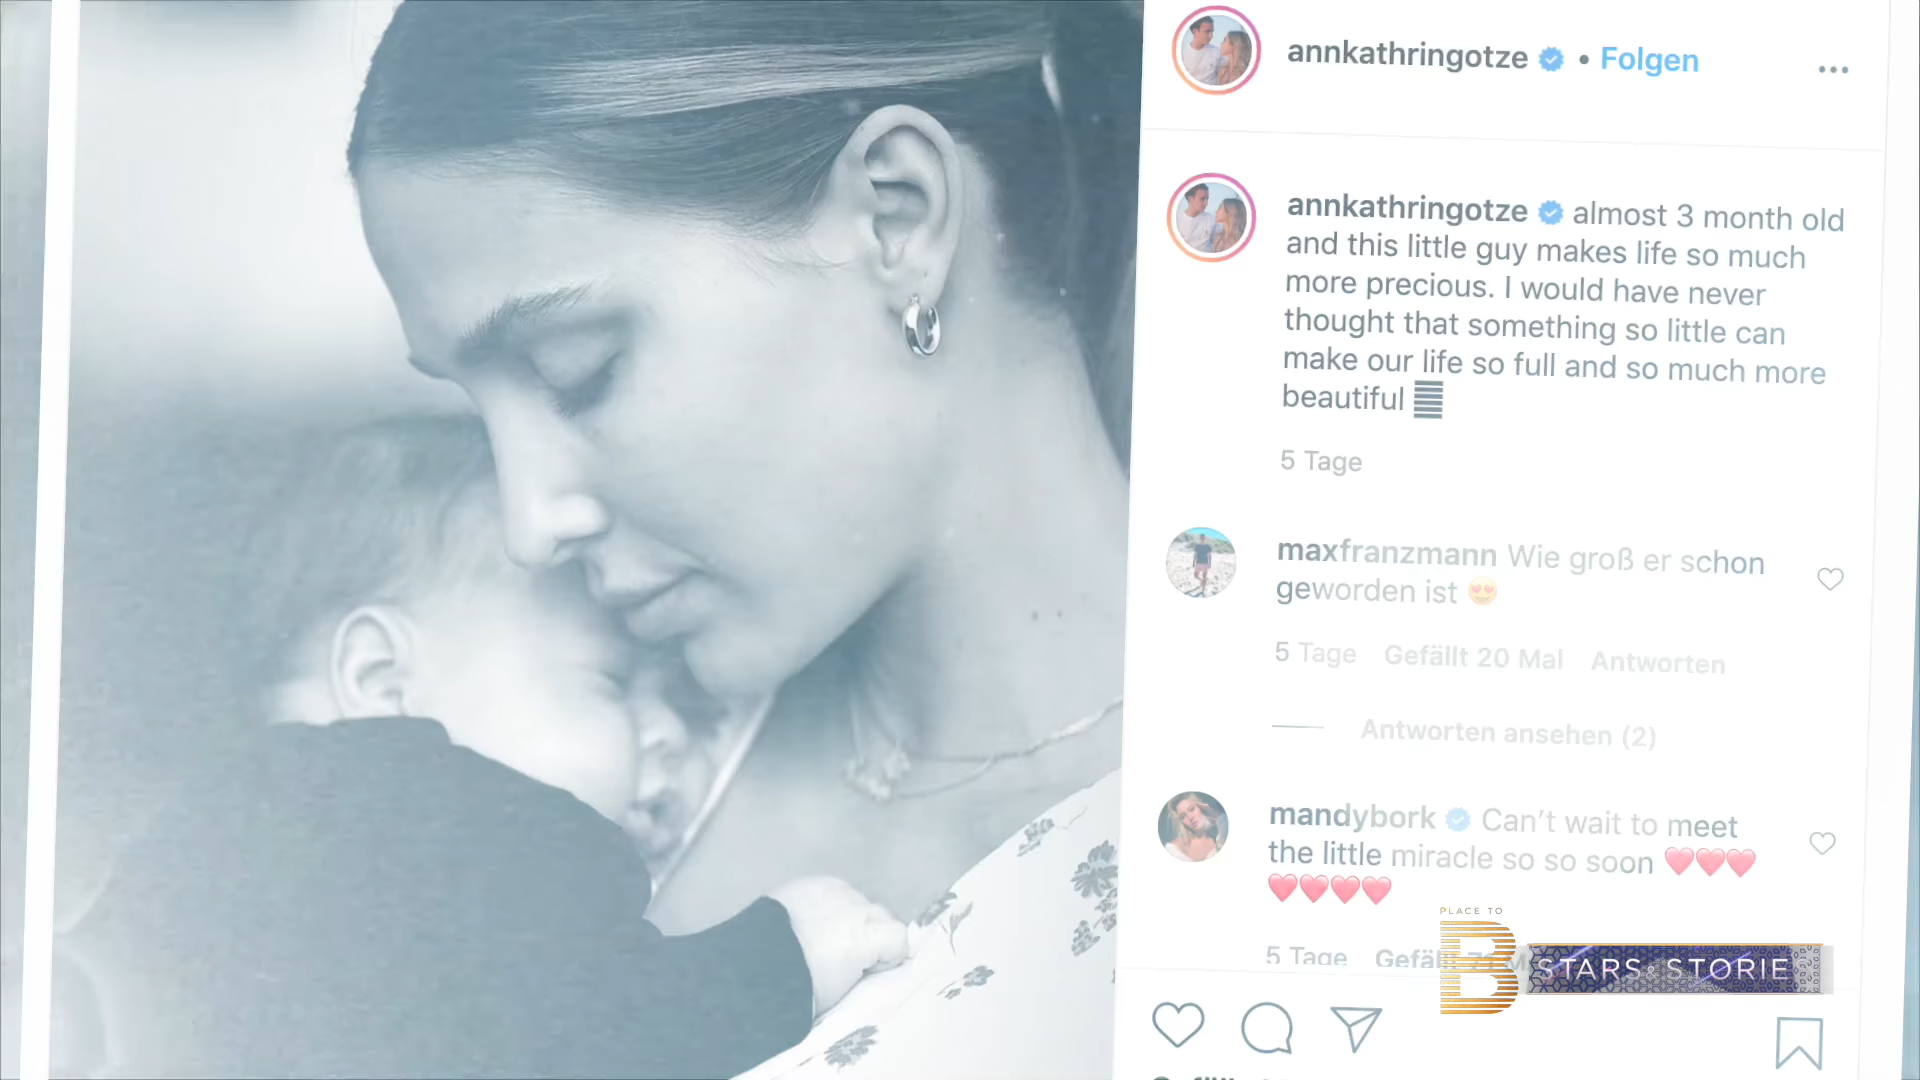 annkathringotze • Folgen
annkathringotze almost 3 month old
and this little guy makes life so much
more precious. I would have never
thought that something so little can
make our life so full and so much more
beautiful
5 Tage
maxfranzmann Wie groß er schon
geworden ist 😍
5 Tage Gefällt 20 Mal Antworten
Antworten ansehen (2)
mandybork Can't wait to meet
the little miracle so so soon ❤️❤️❤️
❤️❤️❤️❤️
5 Tage
PLACE TO
B
STARS & STORIE